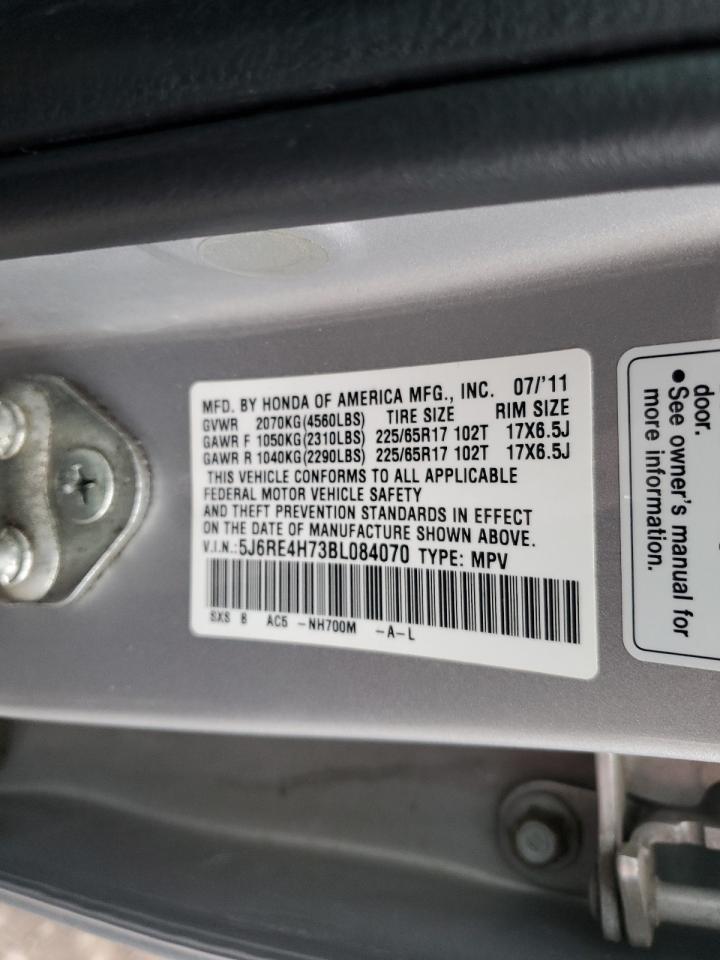 MFD. BY HONDA OF AMERICA MFG., INC. 07/'11
GVWR 2070KG(4560LBS) TIRE SIZE RIM SIZE
GAWR F 1050KG(2310LBS) 225/65R17 102T 17X6.5J
GAWR R 1040KG(2290LBS) 225/65R17 102T 17X6.5J
THIS VEHICLE CONFORMS TO ALL APPLICABLE
FEDERAL MOTOR VEHICLE SAFETY
AND THEFT PREVENTION STANDARDS IN EFFECT
ON THE DATE OF MANUFACTURE SHOWN ABOVE.
V.I.N.:5J6RE4H73BL084070 TYPE: MPV
SXS 8 AC5 -NH700M -A-L
door.
•See owner's manual for
more information.